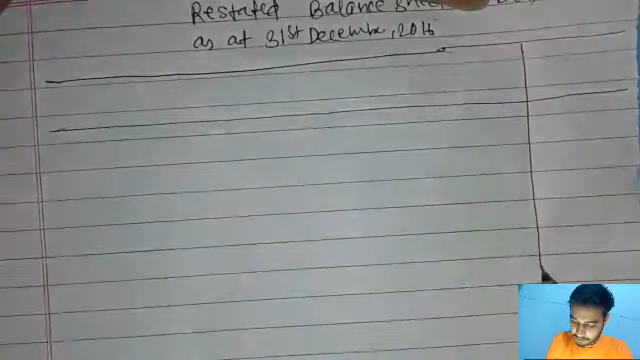 Restated Balance
as at 31st December, 2016